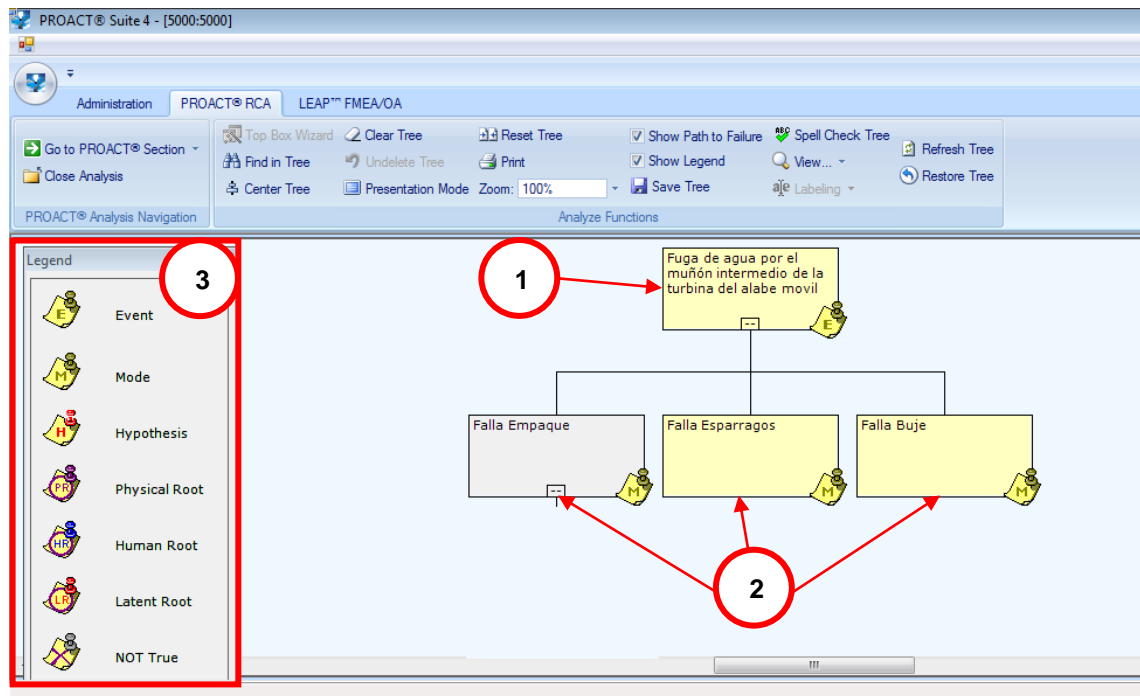 PROACT® Suite 4 - [5000:5000]
Administration PROACT® RCA LEAP™ FMEA/OA
Go to PROACT® Section
Close Analysis
PROACT® Analysis Navigation
Top Box Wizard Clear Tree Reset Tree Show Path to Failure Spell Check Tree
Find in Tree Undelete Tree Print Show Legend View... Refresh Tree
Center Tree Presentation Mode Zoom: 100% Save Tree Labeling Restore Tree
Analyze Functions
Legend
3
E Event
M Mode
H Hypothesis
PR Physical Root
HR Human Root
LR Latent Root
NOT True
1
Fuga de agua por el
muñón intermedio de la
turbina del alabe movil
E
Falla Empaque
M
Falla Esparragos
M
Falla Buje
M
2